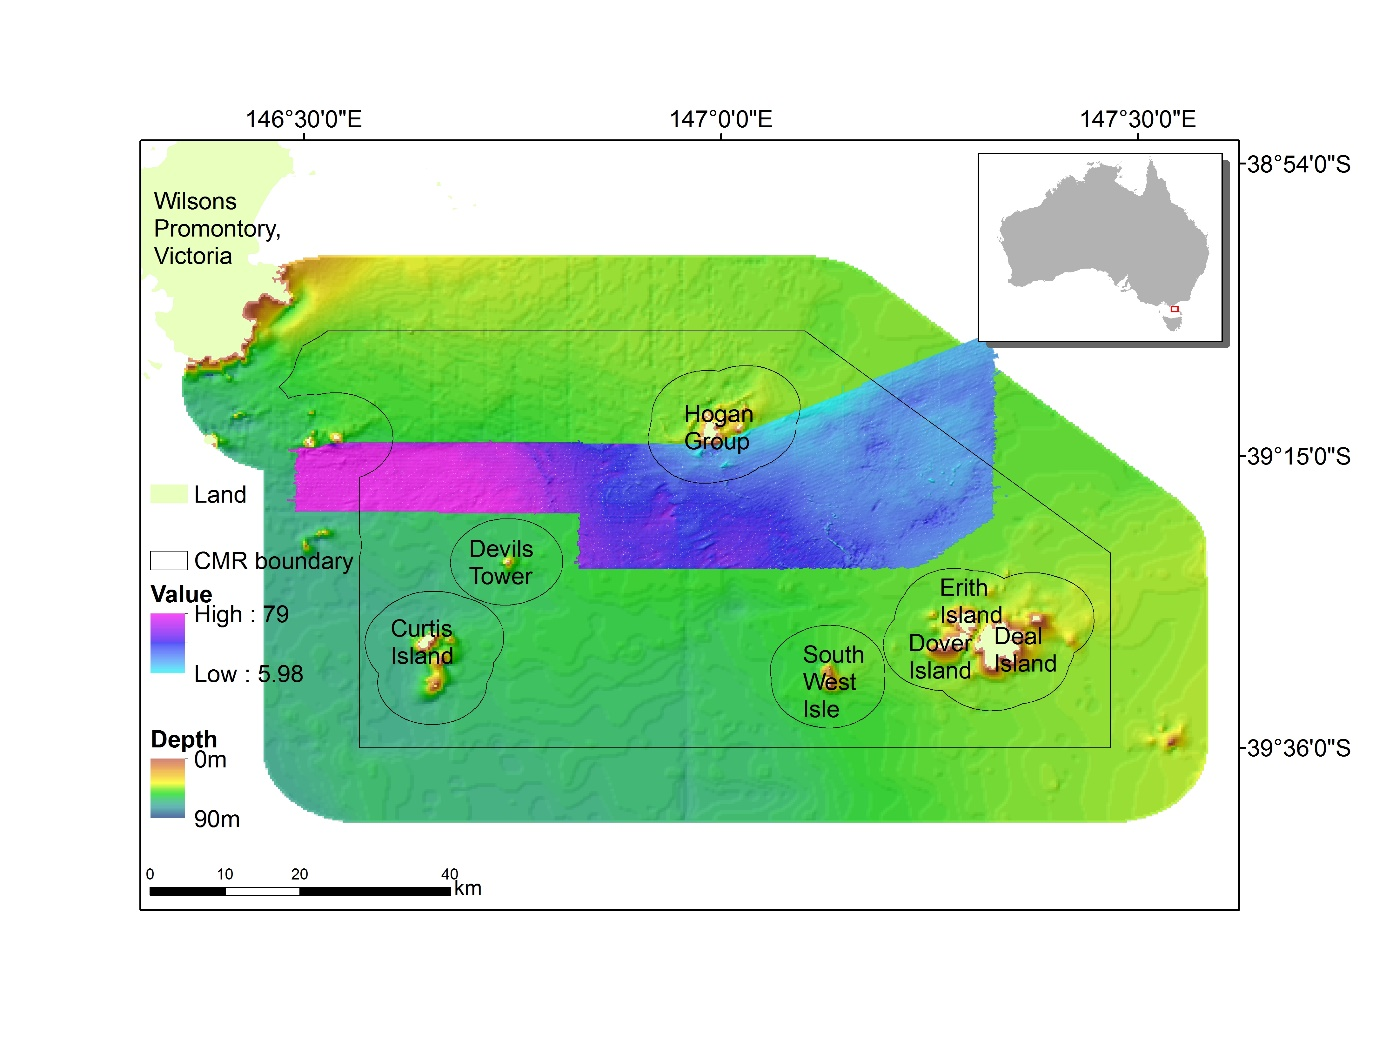 146°30'0"E
147°0'0"E
147°30'0"E
38°54'0"S
Wilsons
Promontory,
Victoria
Hogan
Group
39°15'0"S
Land
CMR boundary
Value
High : 79
Low : 5.98
Devils
Tower
Curtis
Island
Erith
Island
Dover
Island
Deal
Island
South
West
Isle
Depth
0m
90m
39°36'0"S
0 10 20 40
km